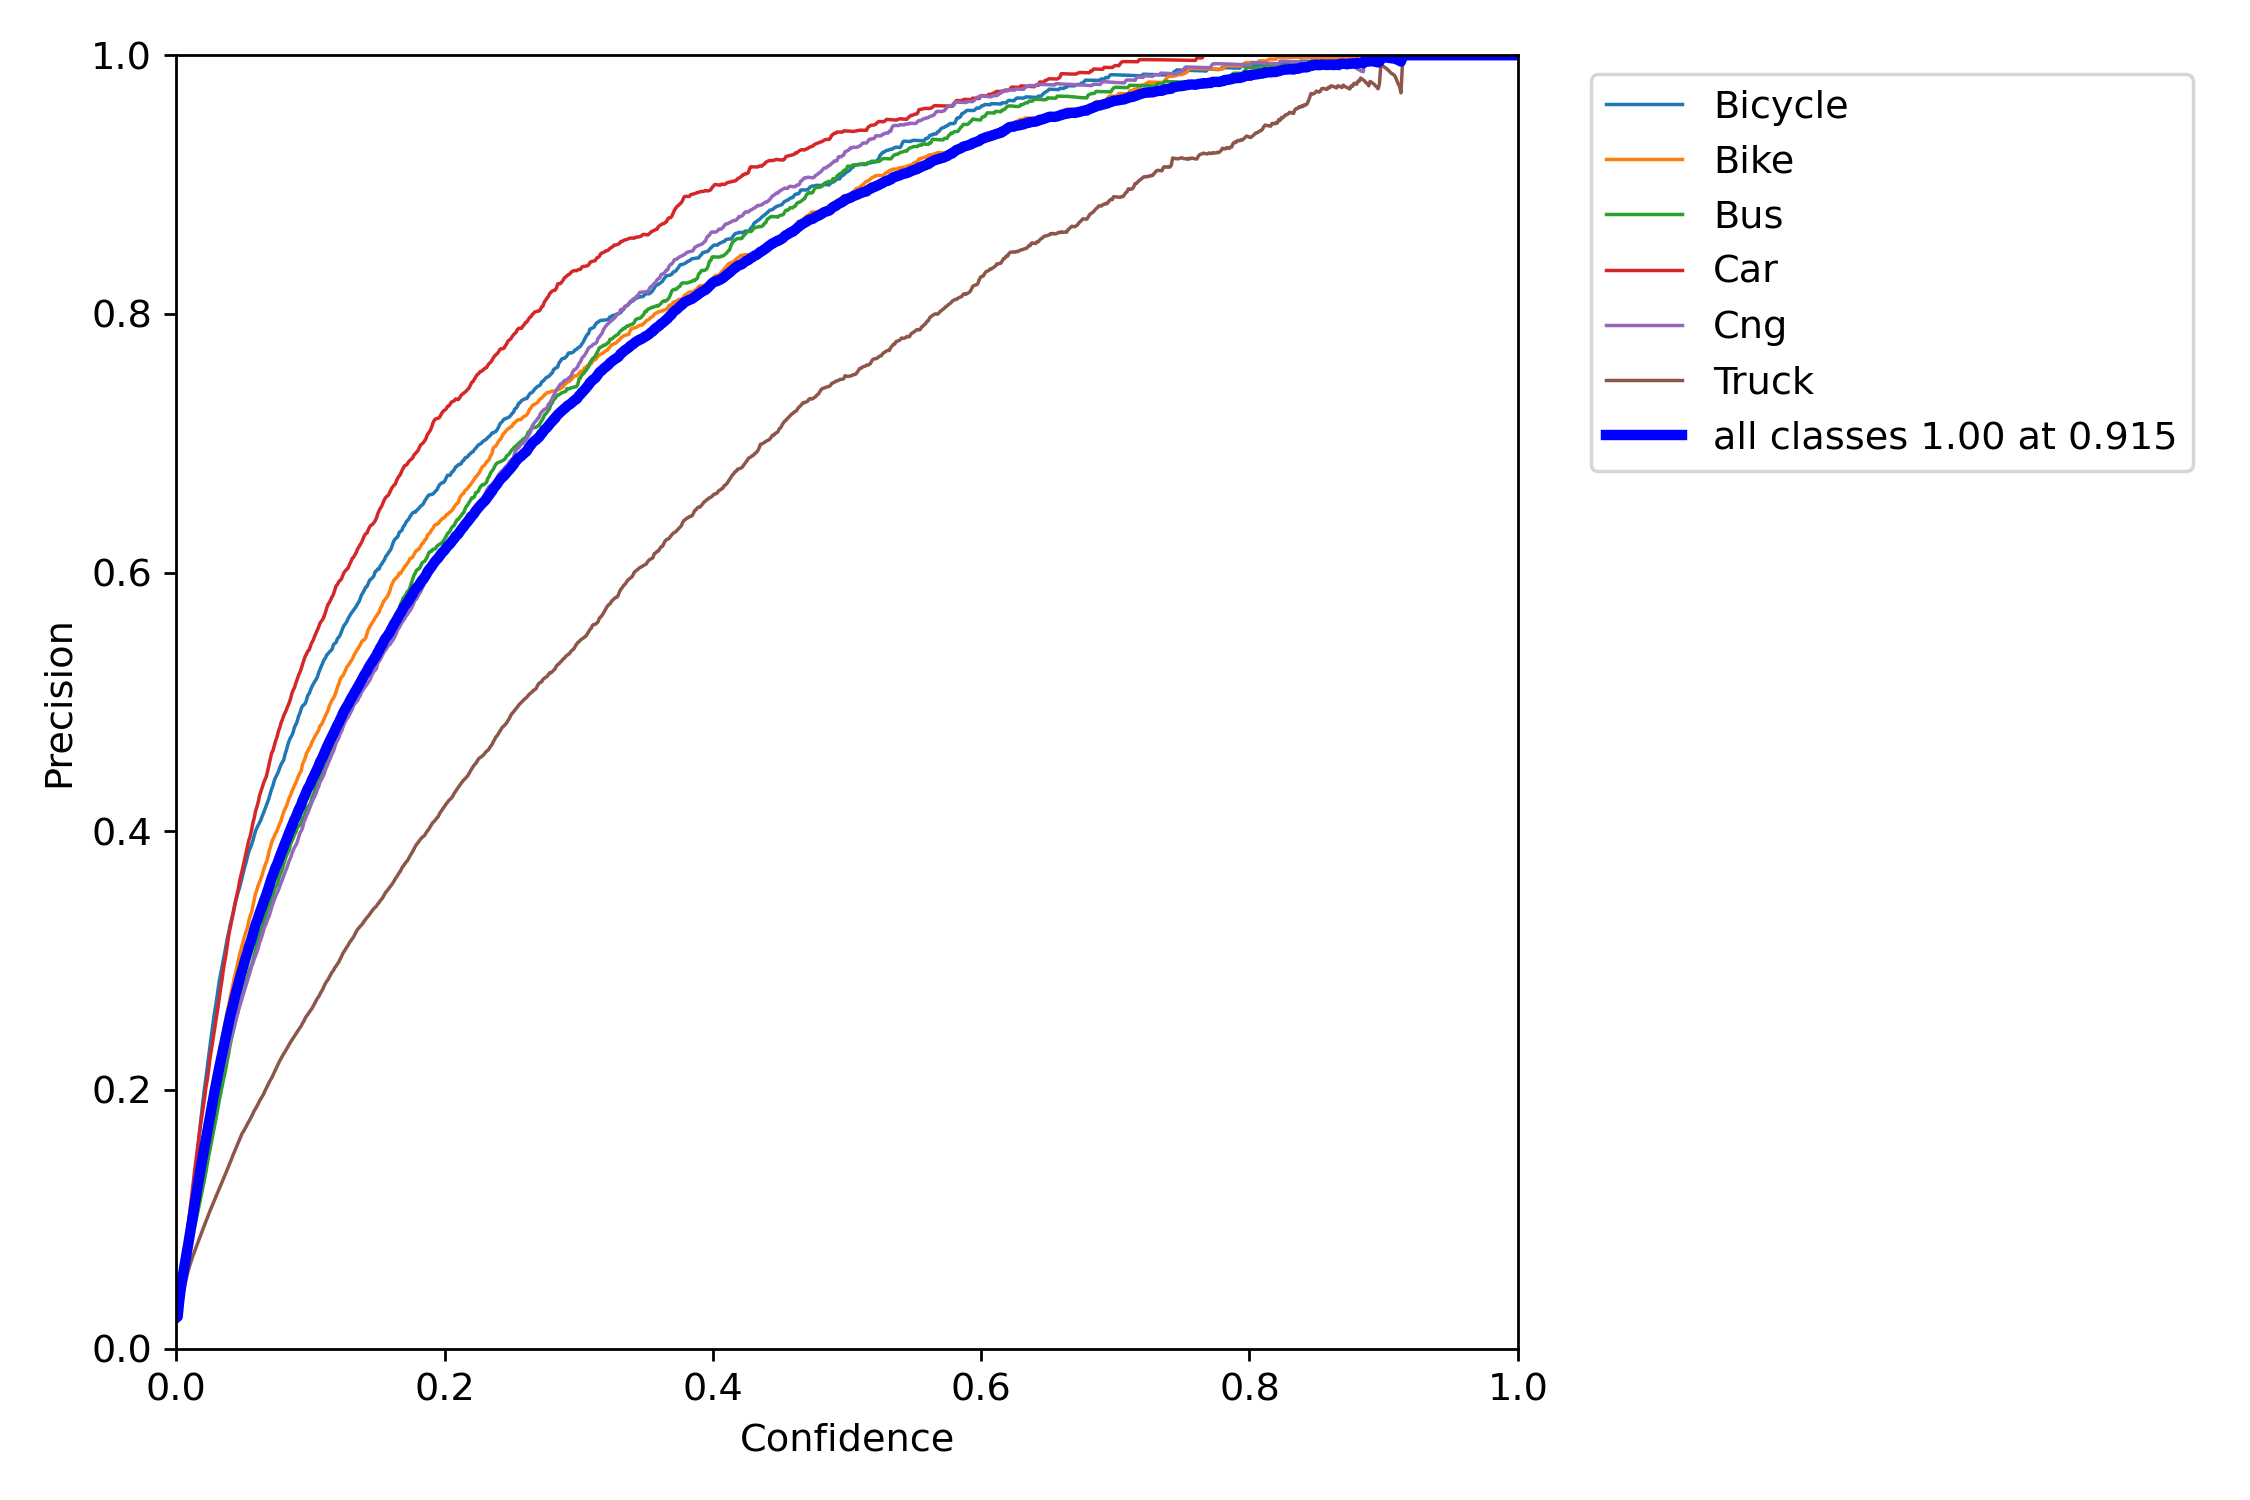 1.0
0.8
0.6
0.4
0.2
0.0
Precision
0.0 0.2 0.4 0.6 0.8 1.0
Confidence
Bicycle
Bike
Bus
Car
Cng
Truck
all classes 1.00 at 0.915